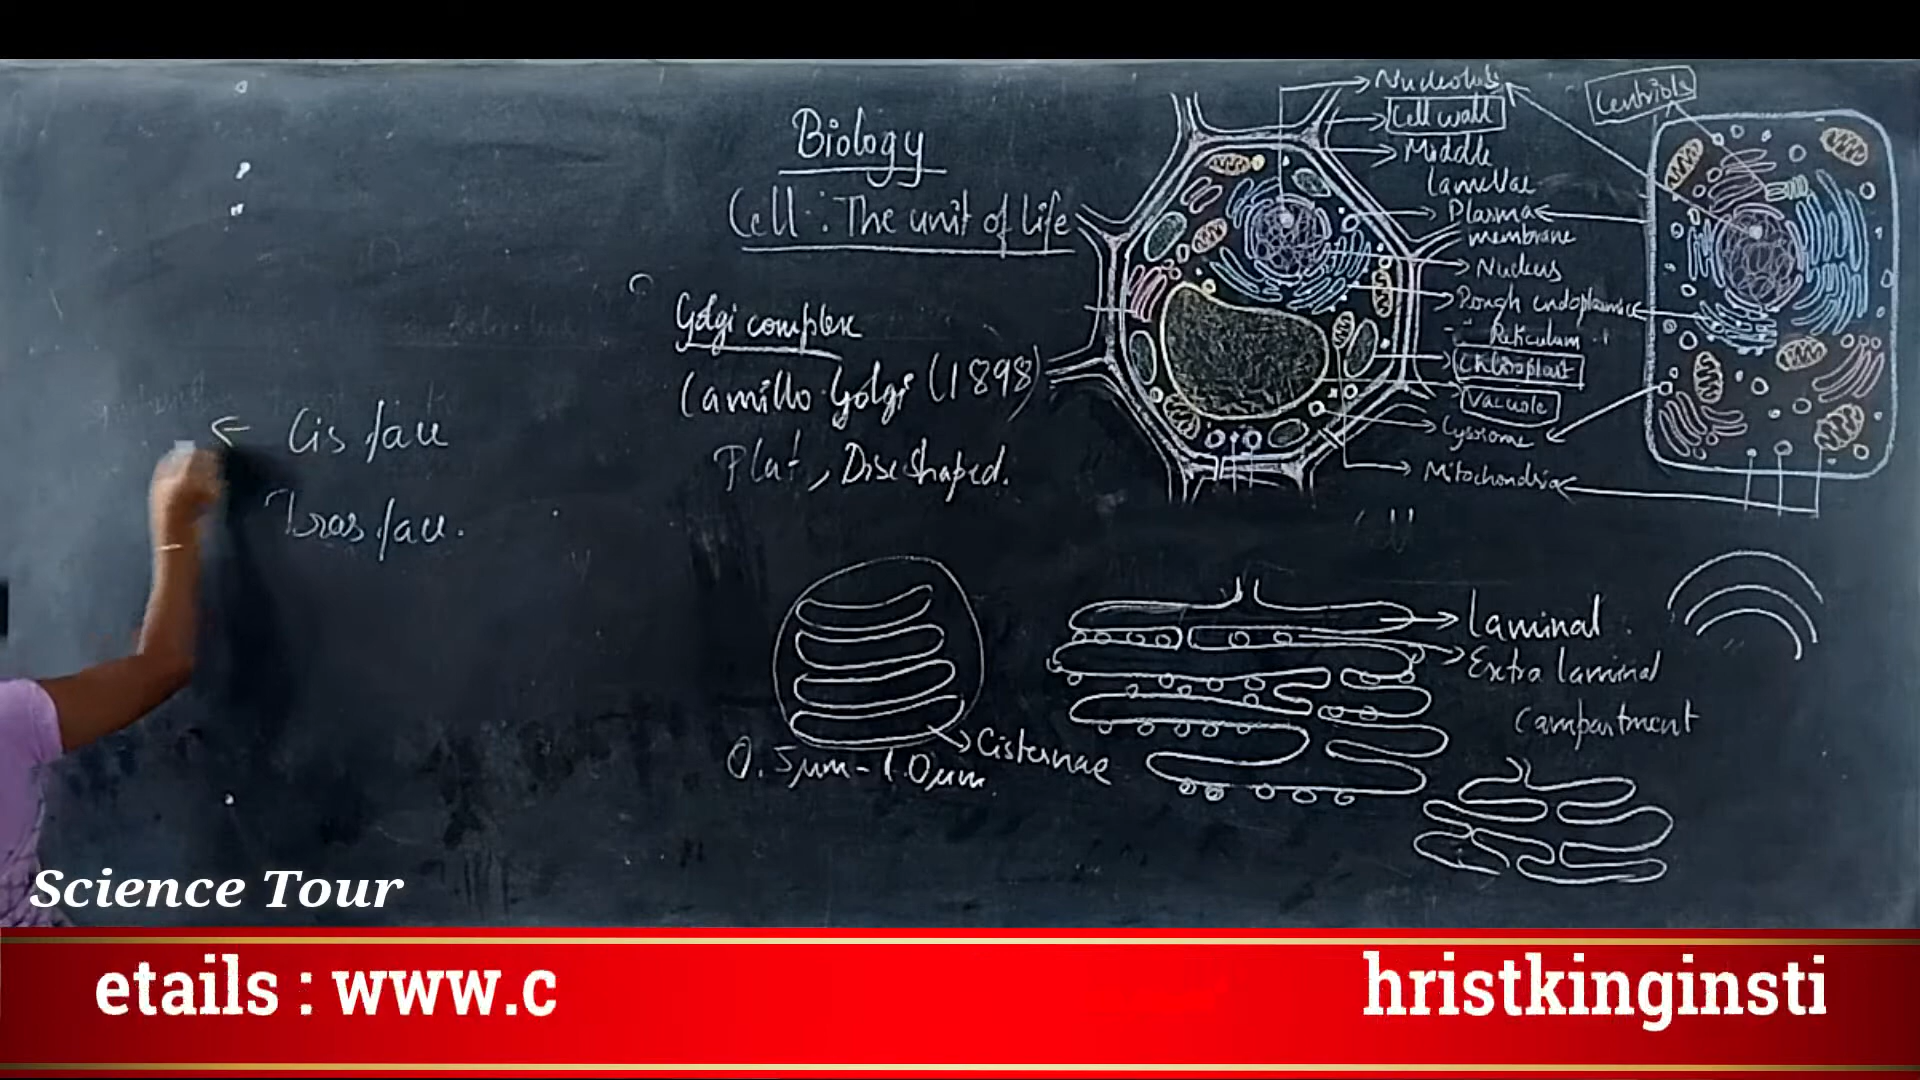 Biology
Cell : The unit of life
Golgi complex
Camillo Golgi (1898)
Flat, Disc shaped.
Cis face
Tras face.
Nucleolus
Cell wall
Middle
lamellae
Plasma
membrane
Nucleus
Rough endoplasmic
Reticulum
Chloroplast
Vacuole
Lysosome
Mitochondria
Centriols
Cisternae
0.5µm - 1.0µm
Laminal
Extra laminal
Compartment
Science Tour
etails : www.c
hristkinginsti